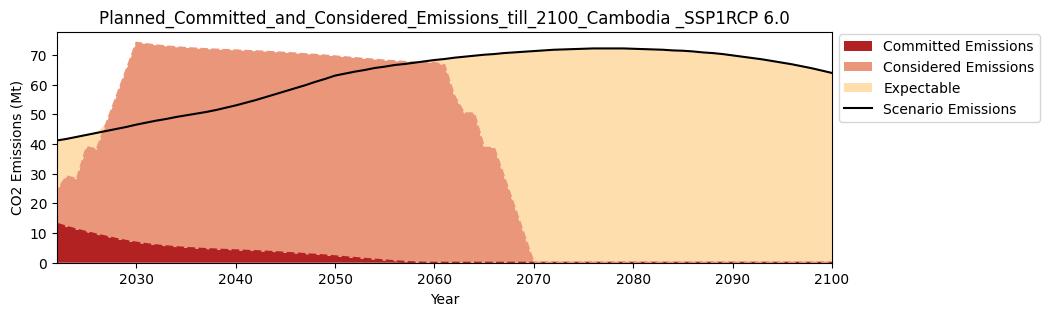 Planned_Committed_and_Considered_Emissions_till_2100_Cambodia _SSP1RCP 6.0
CO2 Emissions (Mt)
70
60
50
40
30
20
10
0
2030 2040 2050 2060 2070 2080 2090 2100
Year
Committed Emissions
Considered Emissions
Expectable
Scenario Emissions